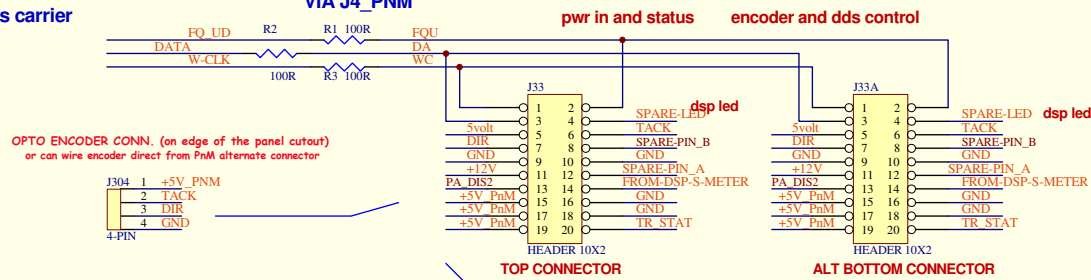 s carrier
VIA J4_PNM
pwr in and status
encoder and dds control
FQ_UD
R2
R1 100R
FQU
DATA
DA
W-CLK
100R
R3 100R
WC
J33
J33A
1 2
3 4
5 6
7 8
9 10
11 12
13 14
15 16
17 18
19 20
5volt
DIR
GND
+12V
PA_DIS2
+5V_PnM
+5V_PnM
+5V_PnM
dsp led
SPARE-LED
TACK
SPARE-PIN_B
GND
SPARE-PIN_A
FROM-DSP-S-METER
GND
GND
TR_STAT
HEADER 10X2
TOP CONNECTOR
1 2
3 4
5 6
7 8
9 10
11 12
13 14
15 16
17 18
19 20
5volt
DIR
GND
+12V
PA_DIS2
+5V_PnM
+5V_PnM
+5V_PnM
SPARE-LED
dsp led
TACK
SPARE-PIN_B
GND
SPARE-PIN_A
FROM-DSP-S-METER
GND
GND
TR_STAT
HEADER 10X2
ALT BOTTOM CONNECTOR
OPTO ENCODER CONN. (on edge of the panel cutout)
or can wire encoder direct from PnM alternate connector
J304
1 +5V_PNM
2 TACK
3 DIR
4 GND
4-PIN